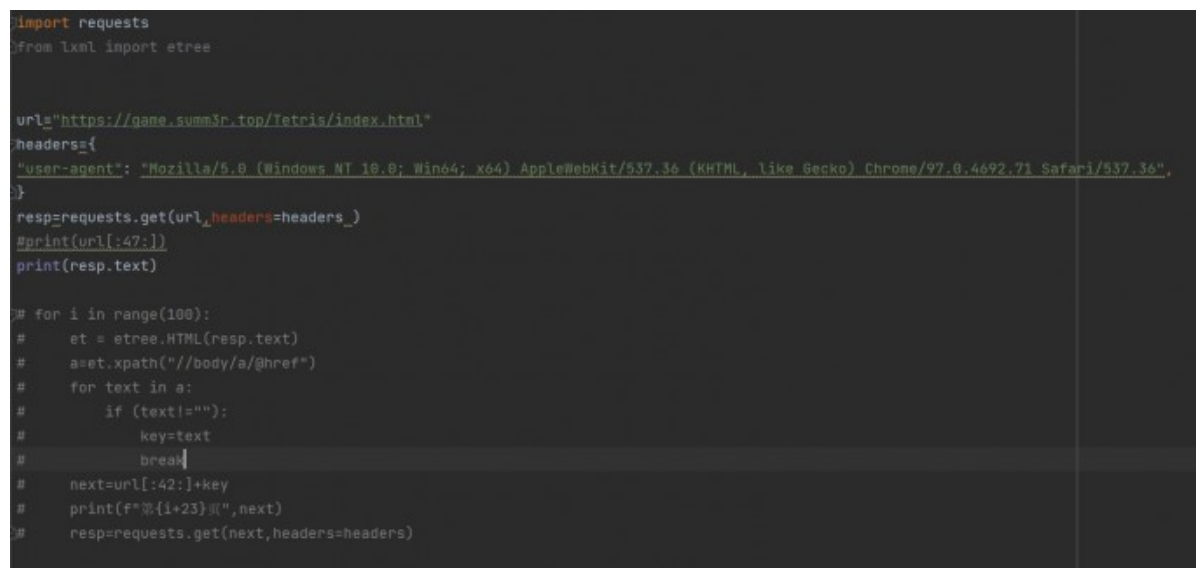 import requests
from lxml import etree
url="https://game.summ3r.top/Tetris/index.html"
headers={
"user-agent": "Mozilla/5.0 (Windows NT 10.0; Win64; x64) AppleWebKit/537.36 (KHTML, like Gecko) Chrome/97.0.4692.71 Safari/537.36",
}
resp=requests.get(url,headers=headers )
#print(url[:47:])
print(resp.text)
# for i in range(100):
#     et = etree.HTML(resp.text)
#     a=et.xpath("//body/a/@href")
#     for text in a:
#         if (text!=""):
#             key=text
#             break
#     next=url[:42:]+key
#     print(f"第{i+23}页",next)
#     resp=requests.get(next,headers=headers)